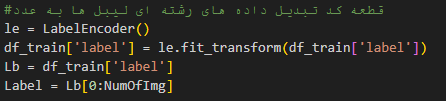 #قطعه کد تبدیل داده های رشته ای لیبل ها به عدد
le = LabelEncoder()
df_train['label'] = le.fit_transform(df_train['label'])
Lb = df_train['label']
Label = Lb[0:NumOfImg]